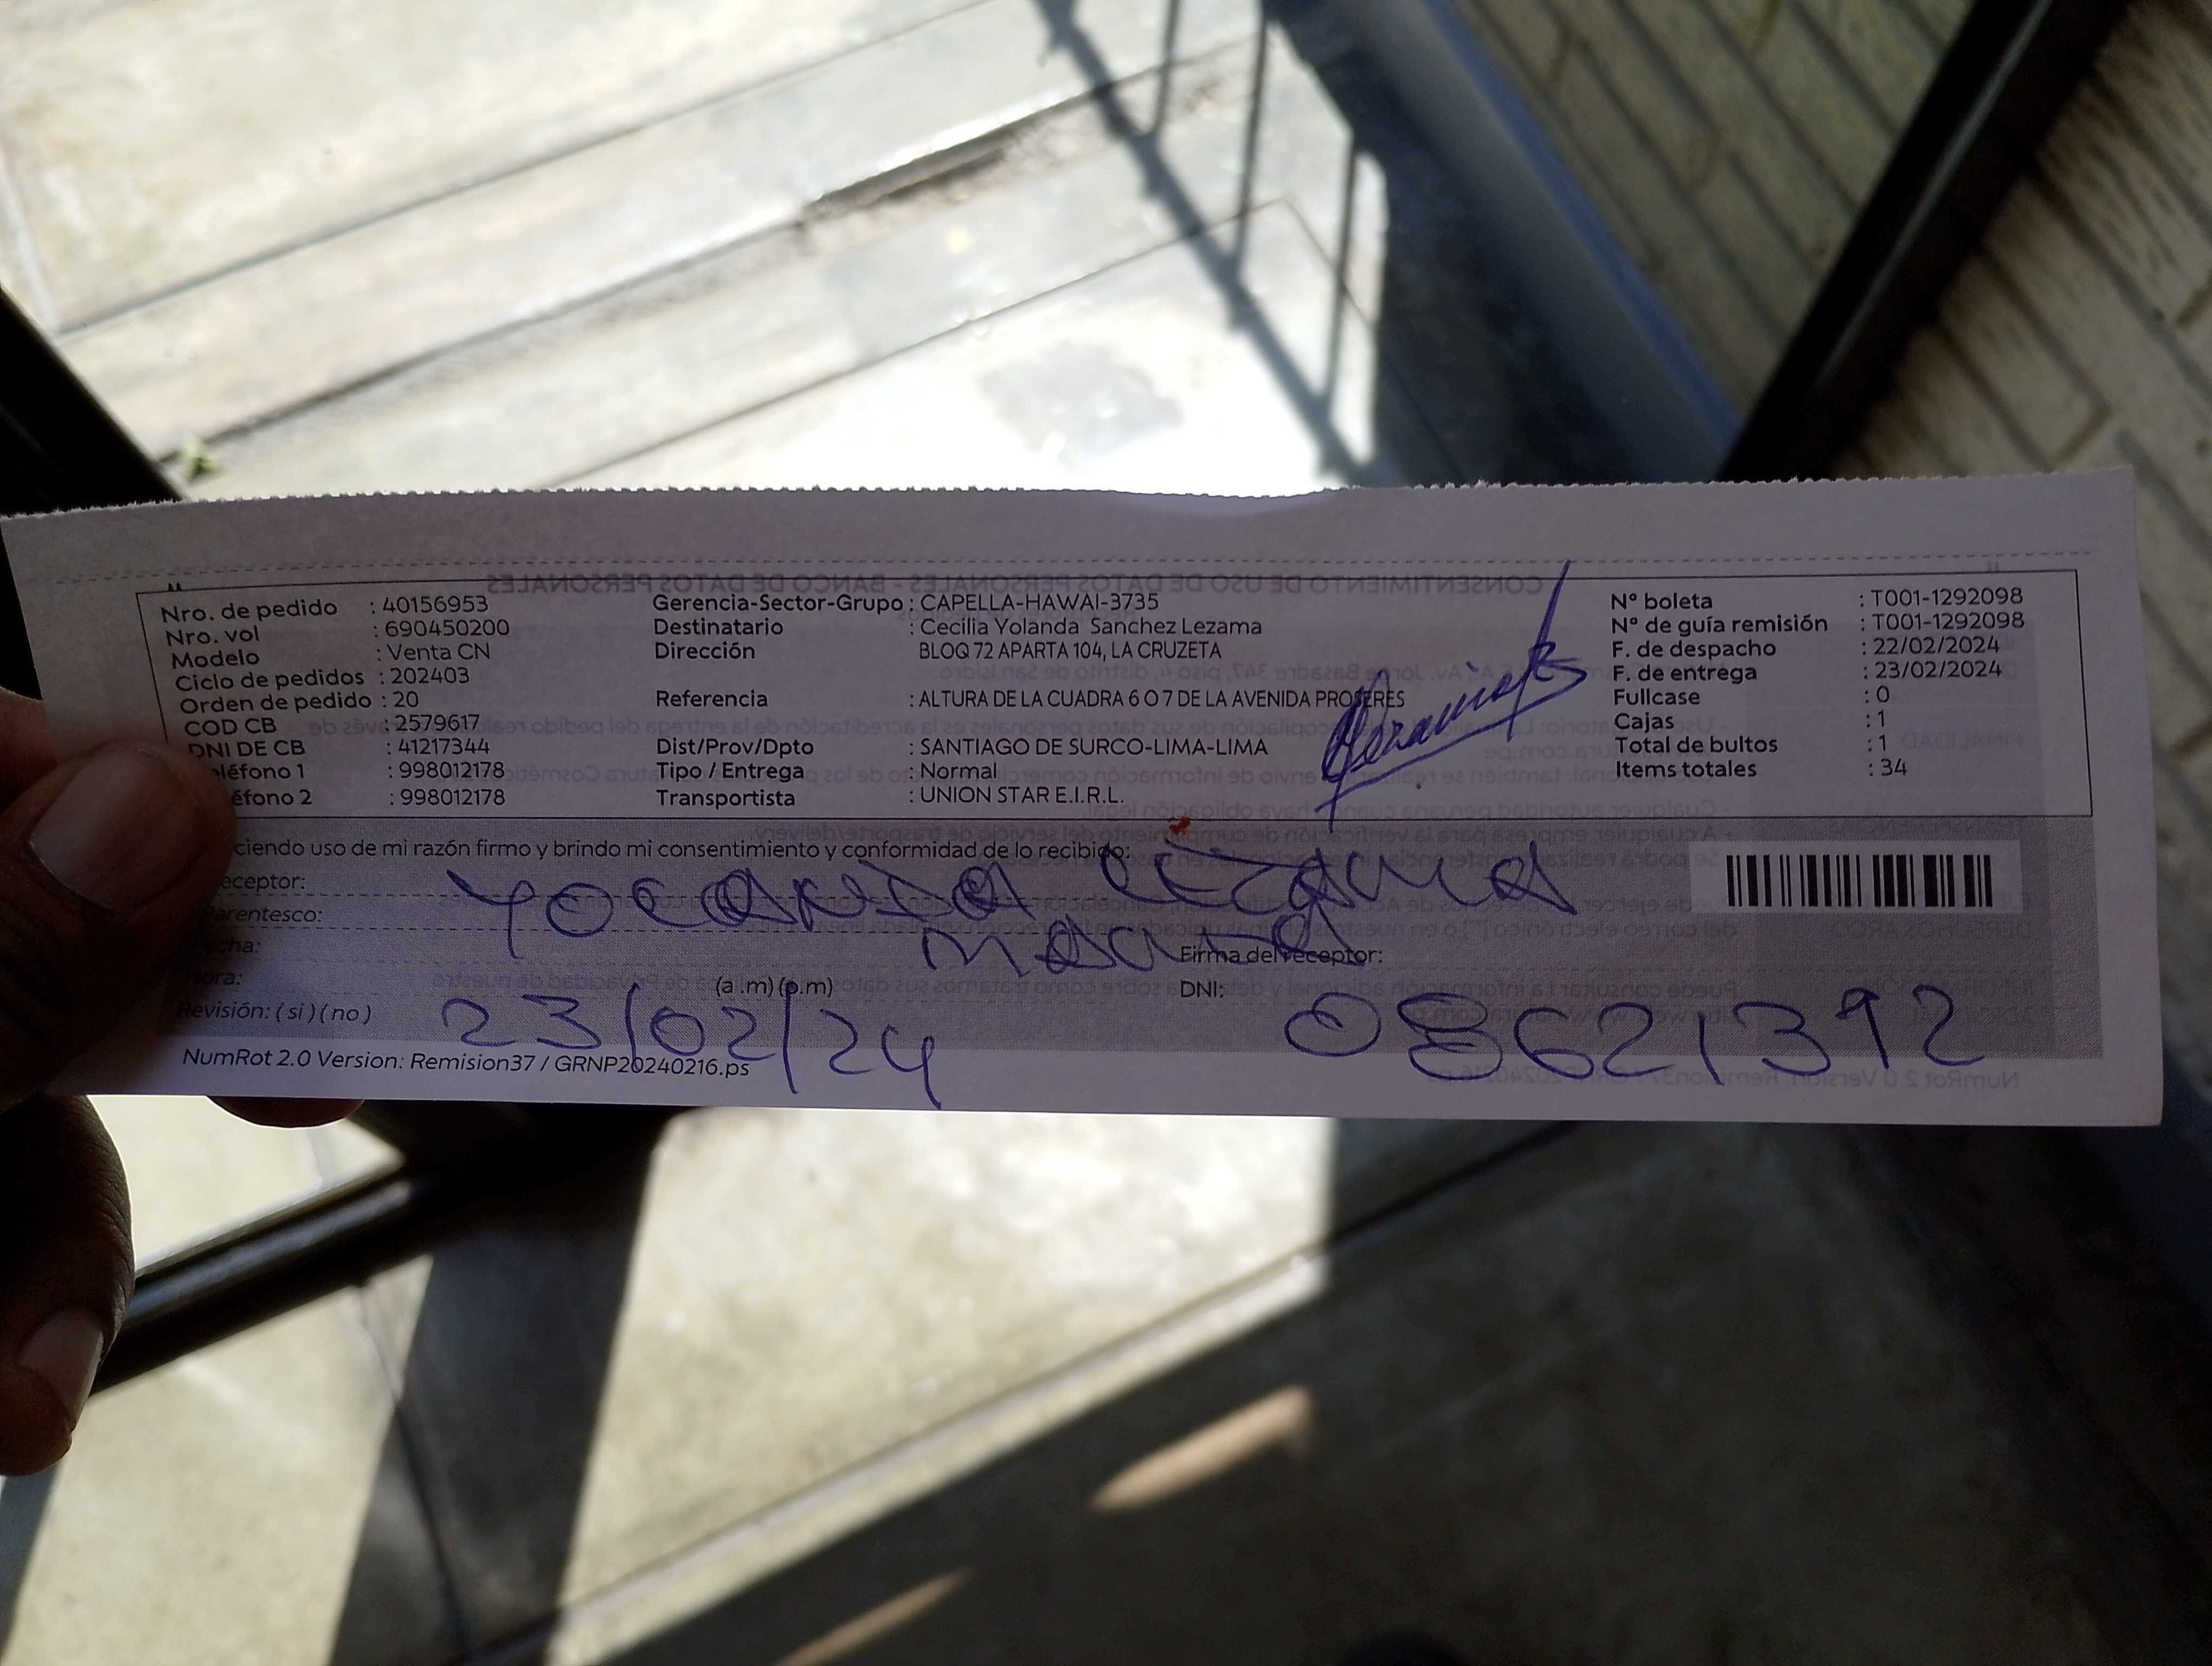 Nro. de pedido : 40156953 Gerencia-Sector-Grupo : CAPELLA-HAWAI-3735 N° boleta : T001-1292098
Nro. vol : 690450200 Destinatario : Cecilia Yolanda Sanchez Lezama N° de guía remisión : T001-1292098
Modelo : Venta CN Dirección BLOQ 72 APARTA 104, LA CRUZETA F. de despacho : 22/02/2024
Ciclo de pedidos : 202403 F. de entrega : 23/02/2024
Orden de pedido : 20 Referencia : ALTURA DE LA CUADRA 6 O 7 DE LA AVENIDA PROSERES Fullcase : 0
COD CB : 2579617 Cajas : 1
DNI DE CB : 41217344 Dist/Prov/Dpto : SANTIAGO DE SURCO-LIMA-LIMA Total de bultos : 1
léfono 1 : 998012178 Tipo / Entrega : Normal Items totales : 34
éfono 2 : 998012178 Transportista : UNION STAR E.I.R.L.
ciendo uso de mi razón firmo y brindo mi consentimiento y conformidad de lo recibido:
eceptor: YOLANDA LEZAMA
Parentesco:
cha: Firma del receptor:
hora: (a .m) (p.m) DNI: 08621392
Revisión: ( si ) ( no ) 23/02/24
NumRot 2.0 Version: Remision37 / GRNP20240216.ps